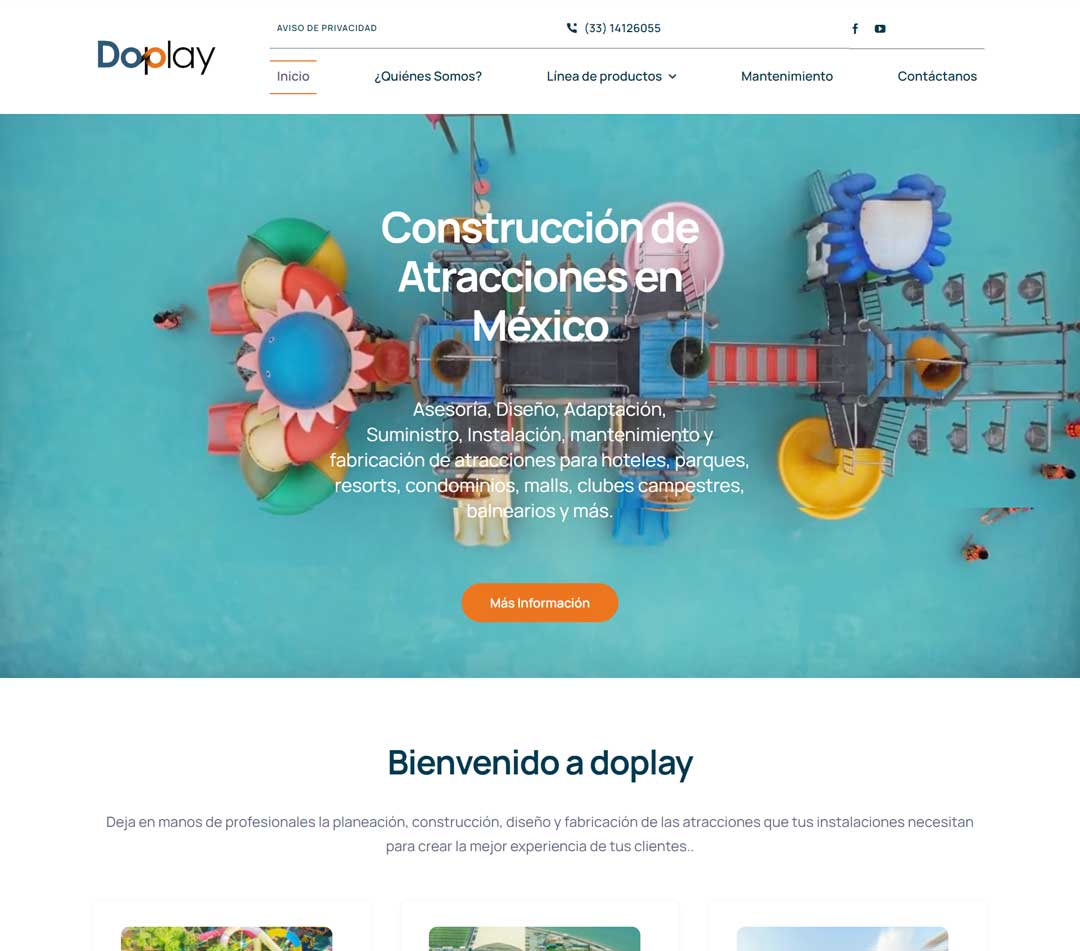 Doplay
AVISO DE PRIVACIDAD
(33) 14126055
Inicio
¿Quiénes Somos?
Línea de productos
Mantenimiento
Contáctanos
Construcción de
Atracciones en
México
Asesoría, Diseño, Adaptación,
Suministro, Instalación, mantenimiento y
fabricación de atracciones para hoteles, parques,
resorts, condominios, malls, clubes campestres,
balnearios y más.
Más Información
Bienvenido a doplay
Deja en manos de profesionales la planeación, construcción, diseño y fabricación de las atracciones que tus instalaciones necesitan
para crear la mejor experiencia de tus clientes..